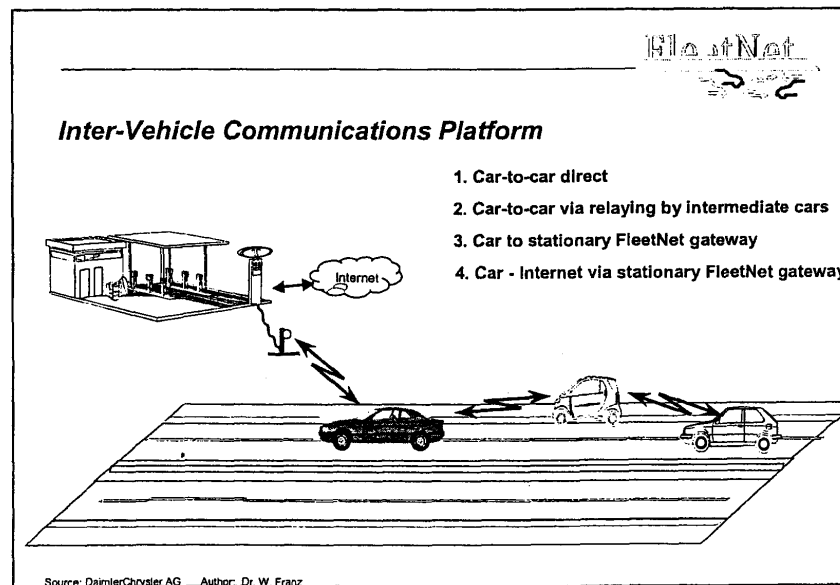 FleetNet
Inter-Vehicle Communications Platform
1. Car-to-car direct
2. Car-to-car via relaying by intermediate cars
3. Car to stationary FleetNet gateway
4. Car - Internet via stationary FleetNet gateway
Internet
Source: DaimlerChrysler AG Author: Dr. W. Franz